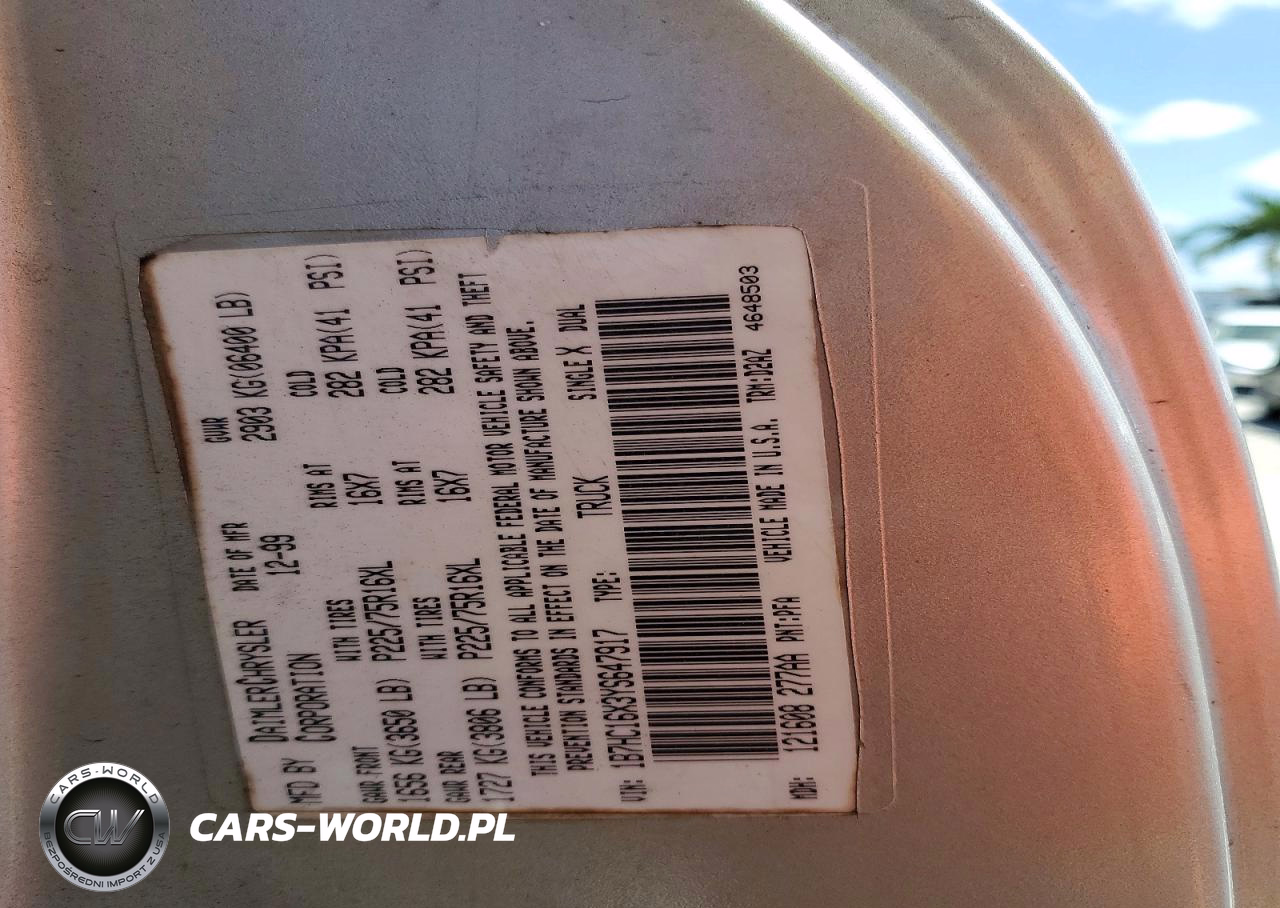 MFD BY DAIMLERCHRYSLER CORPORATION DATE OF MFR 12-99 GVWR 2903 KG(06400 LB)
GAWR FRONT WITH TIRES RIMS AT COLD
1656 KG(3650 LB) P225/75R16XL 16X7 282 KPA(41 PSI)
GAWR REAR WITH TIRES RIMS AT COLD
1727 KG(3806 LB) P225/75R16XL 16X7 282 KPA(41 PSI)
THIS VEHICLE CONFORMS TO ALL APPLICABLE FEDERAL MOTOR VEHICLE SAFETY AND THEFT
PREVENTION STANDARDS IN EFFECT ON THE DATE OF MANUFACTURE SHOWN ABOVE.
VIN: 1B7HC16X3YS647917 TYPE: TRUCK SINGLE X DUAL
MDH: 121608 277AA PNT:PFA VEHICLE MADE IN U.S.A. TRM:D2AZ 4648503
CARS-WORLD
CW
BEZPOŚREDNI IMPORT Z USA
CARS-WORLD.PL